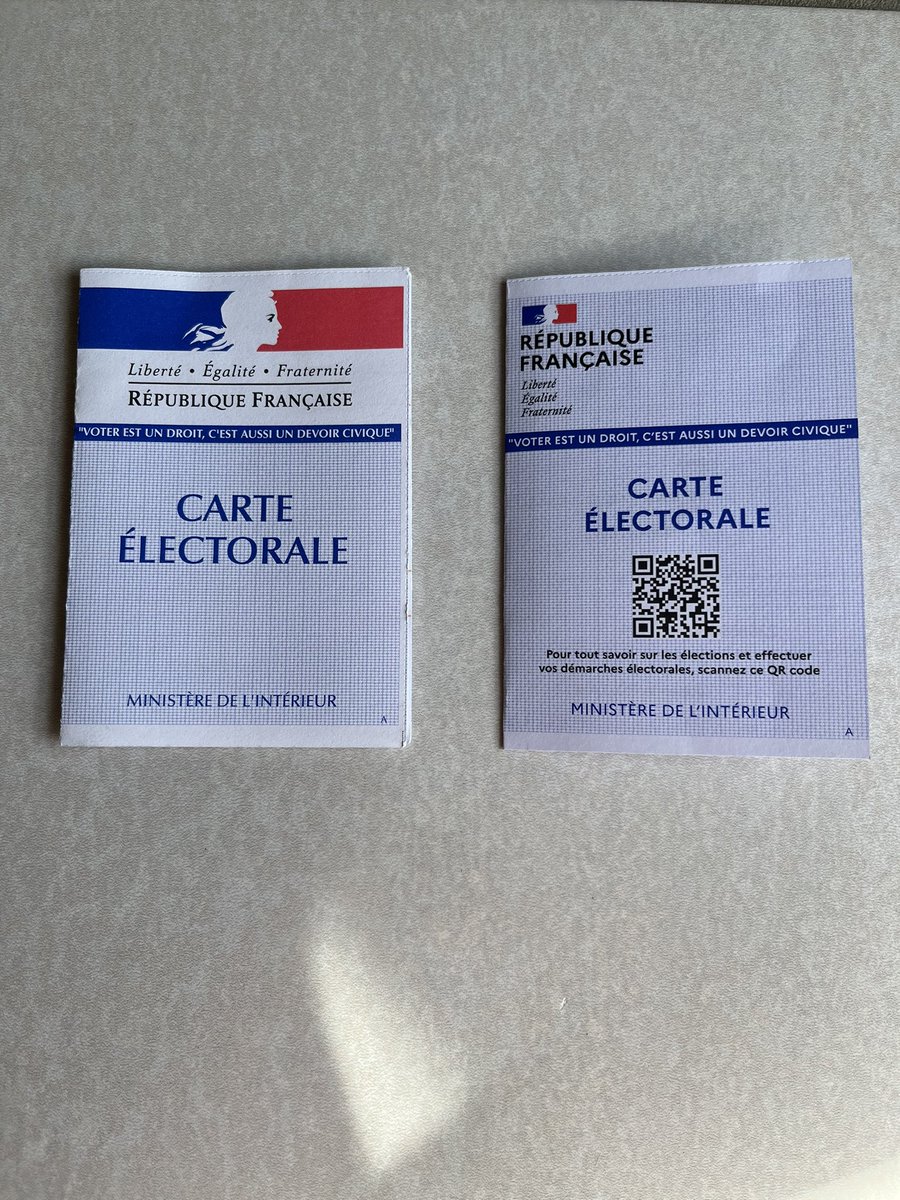 Liberté • Égalité • Fraternité
RÉPUBLIQUE FRANÇAISE
"VOTER EST UN DROIT, C'EST AUSSI UN DEVOIR CIVIQUE"
CARTE
ÉLECTORALE
MINISTÈRE DE L'INTÉRIEUR
A
RÉPUBLIQUE
FRANÇAISE
Liberté
Égalité
Fraternité
"VOTER EST UN DROIT, C'EST AUSSI UN DEVOIR CIVIQUE"
CARTE
ÉLECTORALE
Pour tout savoir sur les élections et effectuer
vos démarches électorales, scannez ce QR code
MINISTÈRE DE L'INTÉRIEUR
A